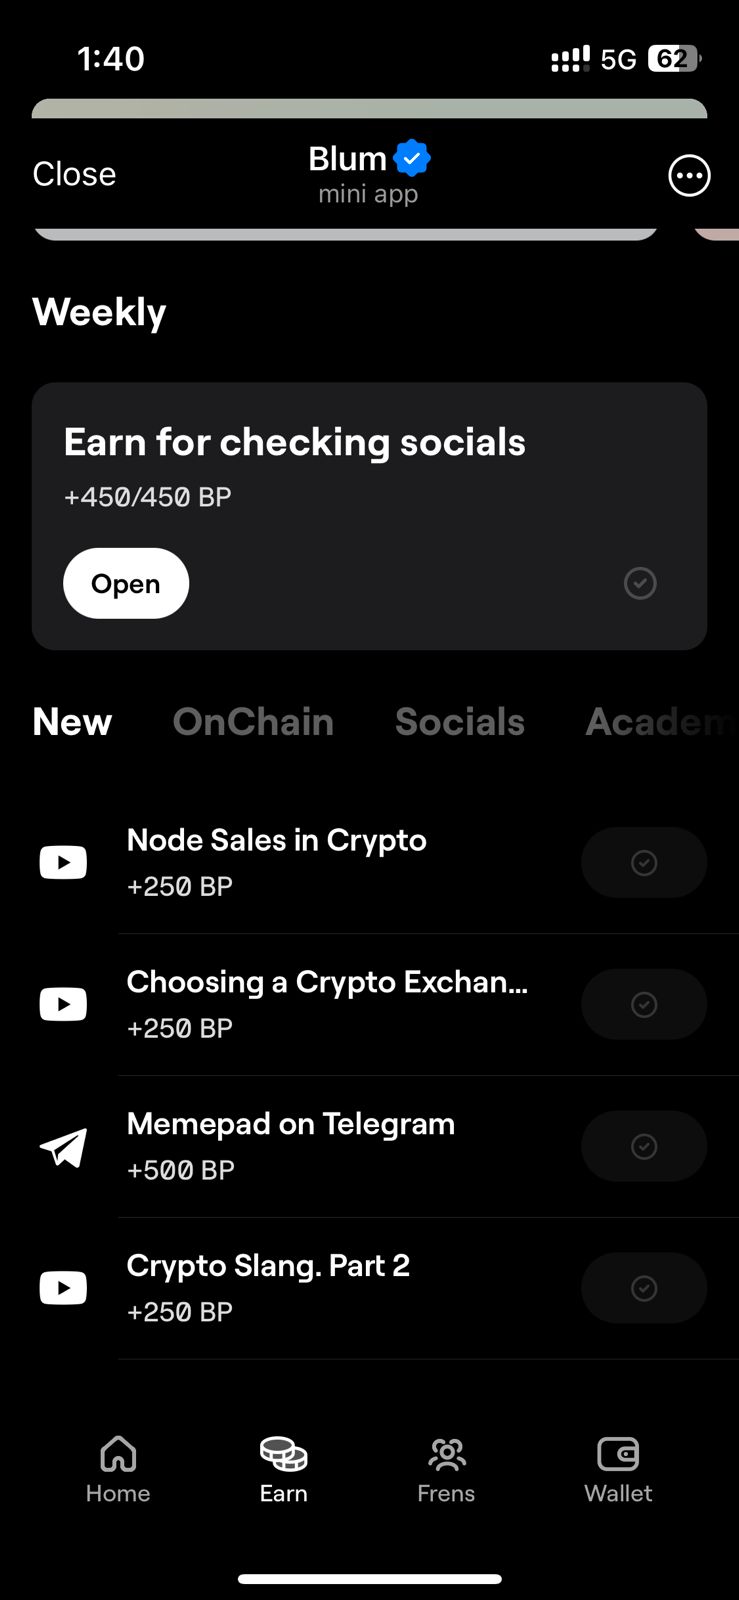 1:40
5G 62
Close
Blum
mini app
Weekly
Earn for checking socials
+450/450 BP
Open
New OnChain Socials Academ
Node Sales in Crypto
+250 BP
Choosing a Crypto Exchan...
+250 BP
Memepad on Telegram
+500 BP
Crypto Slang. Part 2
+250 BP
Home Earn Frens Wallet